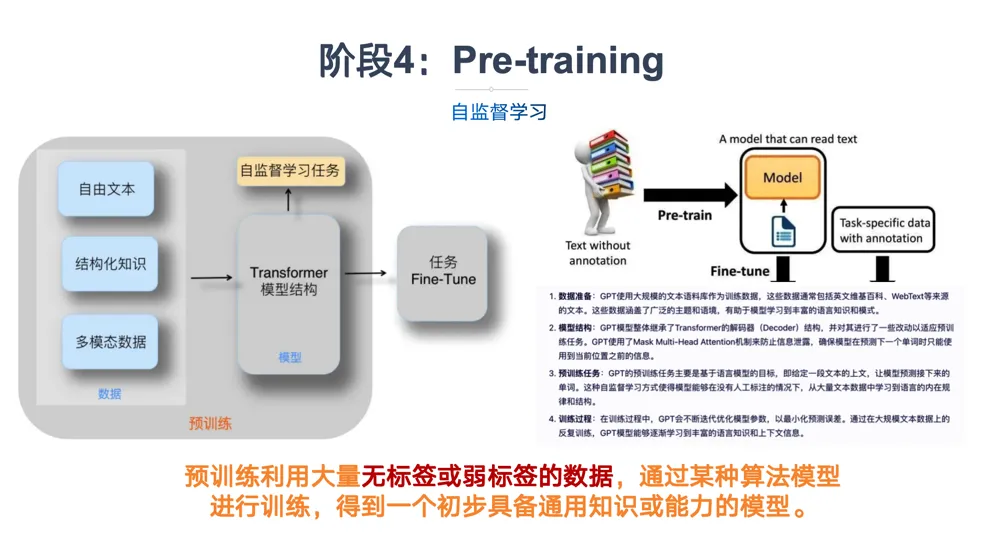 阶段4：Pre-training
自监督学习
自由文本
结构化知识
多模态数据
数据
自监督学习任务
Transformer
模型结构
模型
预训练
任务
Fine-Tune
A model that can read text
Model
Pre-train
Text without
annotation
Task-specific data
with annotation
Fine-tune
1. 数据准备：GPT使用大规模的文本语料库作为训练数据，这些数据通常包括英文维基百科、WebText等来源
的文本。这些数据涵盖了广泛的主题和语境，有助于模型学习到丰富的语言知识和模式。
2. 模型结构：GPT模型整体继承了Transformer的解码器（Decoder）结构，并对其进行了一些改动以适应预训
练任务。GPT使用了Mask Multi-Head Attention机制来防止信息泄露，确保模型在预测下一个单词时只能使
用到当前位置之前的信息。
3. 预训练任务：GPT的预训练任务主要是基于语言模型的目标，即给定一段文本的上文，让模型预测接下来的
单词。这种自监督学习方式使得模型能够在没有人工标注的情况下，从大量文本数据中学习到语言的内在规
律和结构。
4. 训练过程：在训练过程中，GPT会不断迭代优化模型参数，以最小化预测误差。通过在大规模文本数据上的
反复训练，GPT模型能够逐渐学习到丰富的语言知识和上下文信息。
预训练利用大量无标签或弱标签的数据，通过某种算法模型
进行训练，得到一个初步具备通用知识或能力的模型。